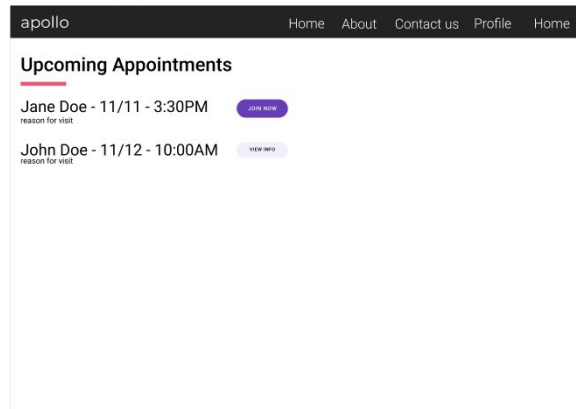 apollo Home About Contact us Profile Home
Upcoming Appointments
Jane Doe - 11/11 - 3:30PM JOIN NOW
reason for visit
John Doe - 11/12 - 10:00AM VIEW INFO
reason for visit